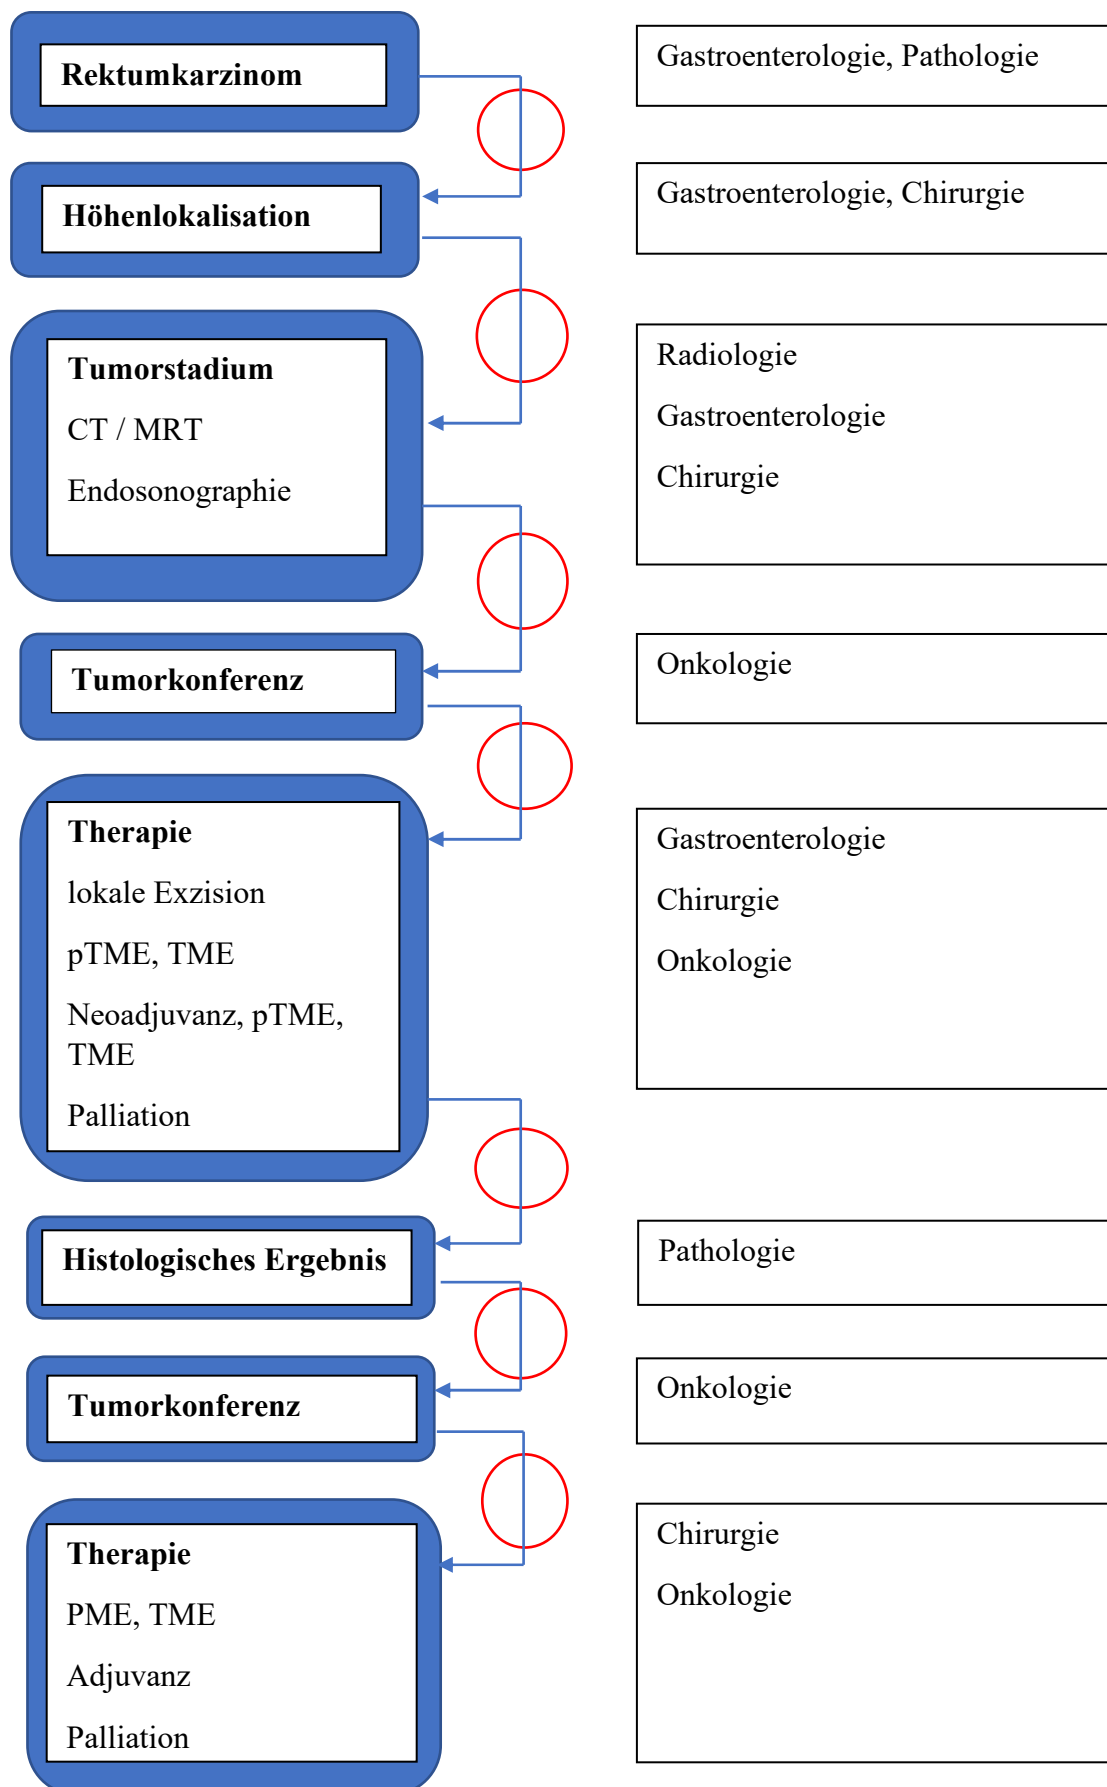 Rektumkarzinom
Gastroenterologie, Pathologie
Höhenlokalisation
Gastroenterologie, Chirurgie
Tumorstadium
CT / MRT
Endosonographie
Radiologie
Gastroenterologie
Chirurgie
Tumorkonferenz
Onkologie
Therapie
lokale Exzision
pTME, TME
Neoadjuvanz, pTME,
TME
Palliation
Gastroenterologie
Chirurgie
Onkologie
Histologisches Ergebnis
Pathologie
Tumorkonferenz
Onkologie
Therapie
PME, TME
Adjuvanz
Palliation
Chirurgie
Onkologie